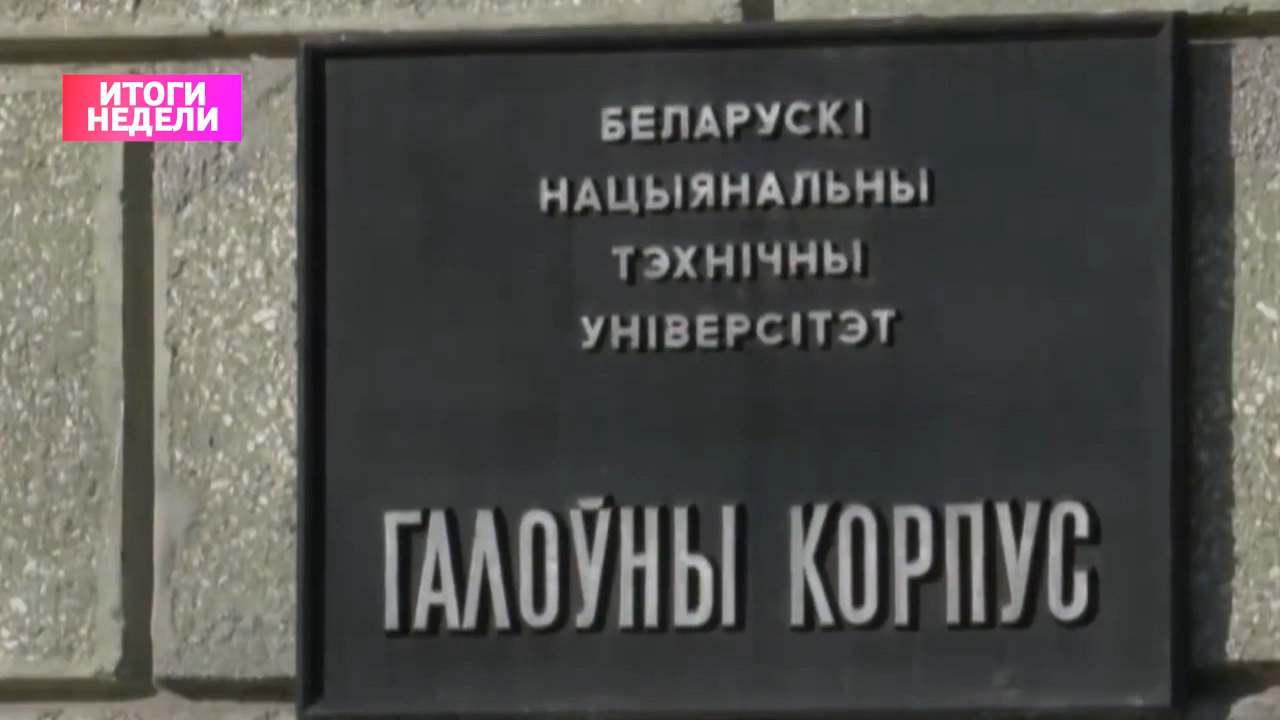 ИТОГИ
НЕДЕЛИ
БЕЛАРУСКІ
НАЦЫЯНАЛЬНЫ
ТЭХНІЧНЫ
УНІВЕРСІТЭТ
ГАЛОЎНЫ КОРПУС